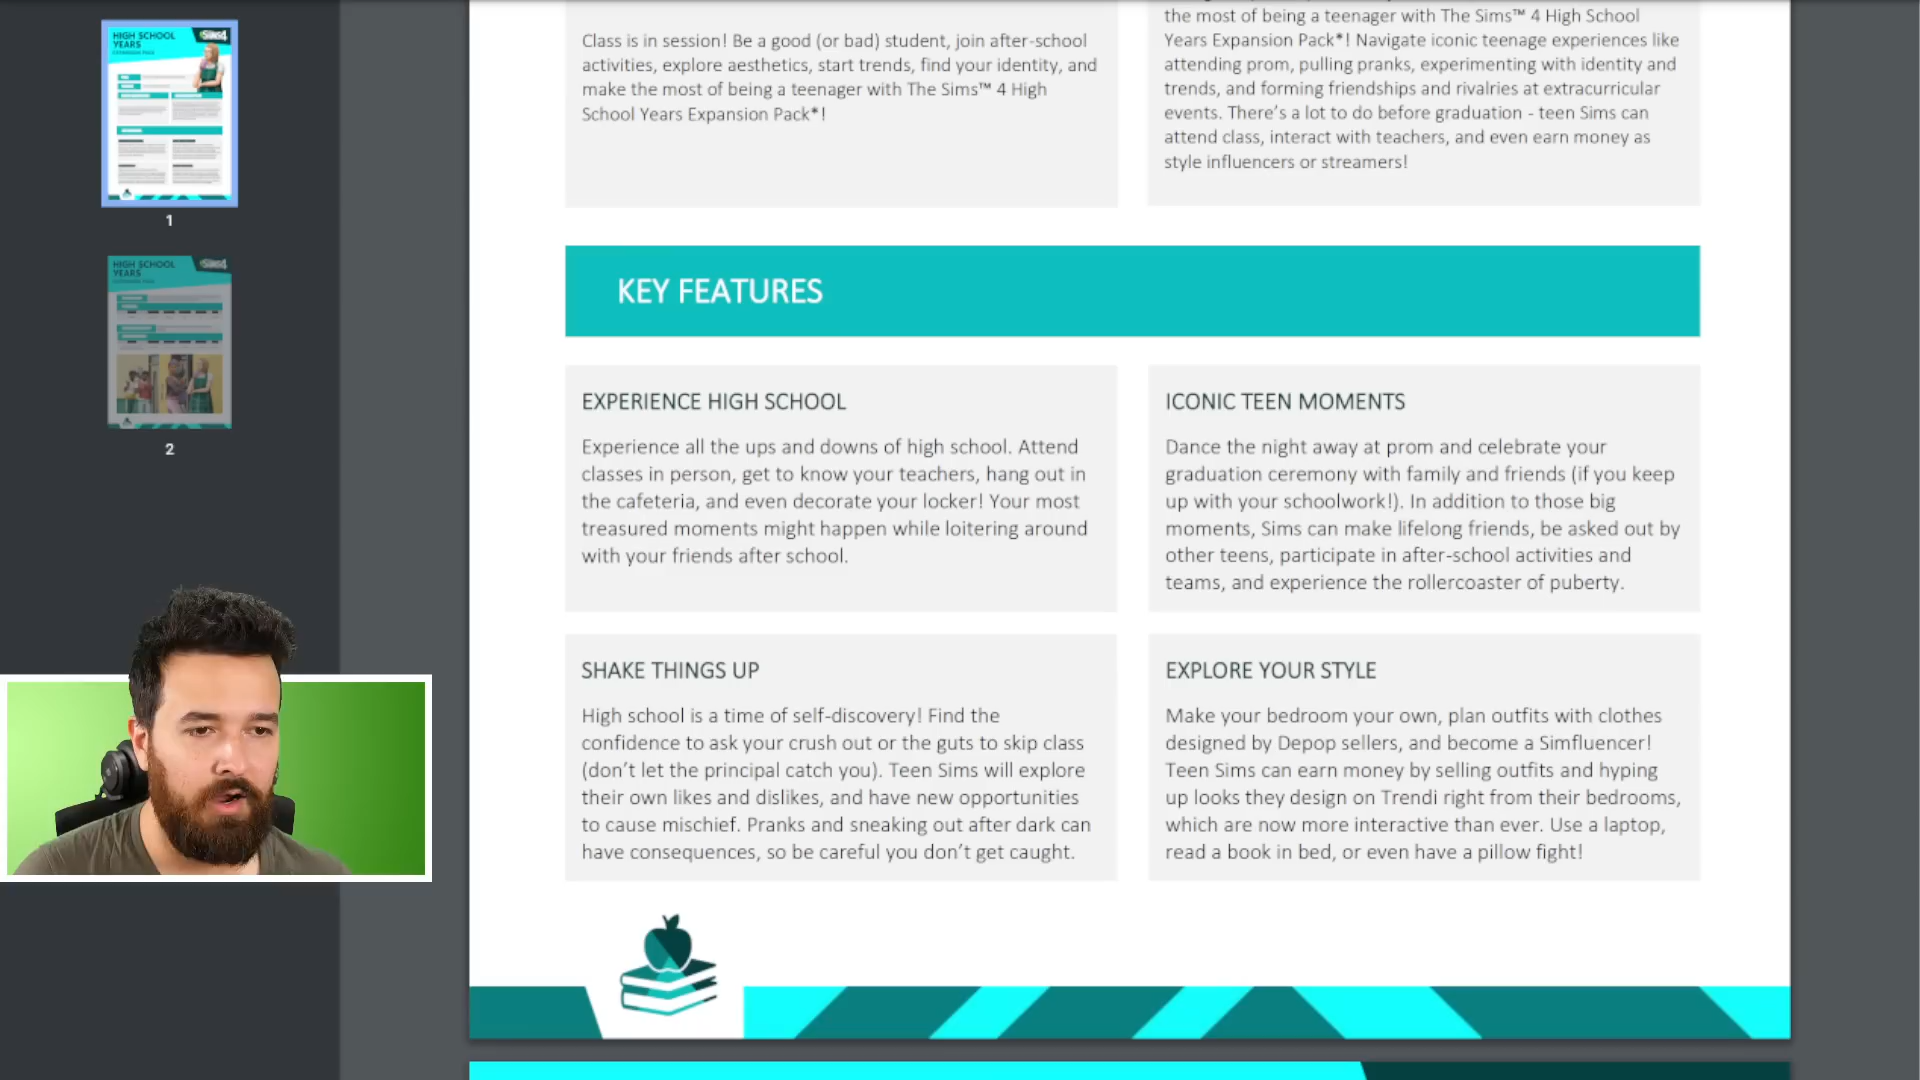 HIGH SCHOOL
YEARS
1
HIGH SCHOOL
YEARS
2
Class is in session! Be a good (or bad) student, join after-school
activities, explore aesthetics, start trends, find your identity, and
make the most of being a teenager with The Sims™ 4 High
School Years Expansion Pack*!
the most of being a teenager with The Sims™ 4 High School
Years Expansion Pack*! Navigate iconic teenage experiences like
attending prom, pulling pranks, experimenting with identity and
trends, and forming friendships and rivalries at extracurricular
events. There's a lot to do before graduation - teen Sims can
attend class, interact with teachers, and even earn money as
style influencers or streamers!
KEY FEATURES
EXPERIENCE HIGH SCHOOL
Experience all the ups and downs of high school. Attend
classes in person, get to know your teachers, hang out in
the cafeteria, and even decorate your locker! Your most
treasured moments might happen while loitering around
with your friends after school.
ICONIC TEEN MOMENTS
Dance the night away at prom and celebrate your
graduation ceremony with family and friends (if you keep
up with your schoolwork!). In addition to those big
moments, Sims can make lifelong friends, be asked out by
other teens, participate in after-school activities and
teams, and experience the rollercoaster of puberty.
SHAKE THINGS UP
High school is a time of self-discovery! Find the
confidence to ask your crush out or the guts to skip class
(don't let the principal catch you). Teen Sims will explore
their own likes and dislikes, and have new opportunities
to cause mischief. Pranks and sneaking out after dark can
have consequences, so be careful you don't get caught.
EXPLORE YOUR STYLE
Make your bedroom your own, plan outfits with clothes
designed by Depop sellers, and become a Simfluencer!
Teen Sims can earn money by selling outfits and hyping
up looks they design on Trendi right from their bedrooms,
which are now more interactive than ever. Use a laptop,
read a book in bed, or even have a pillow fight!